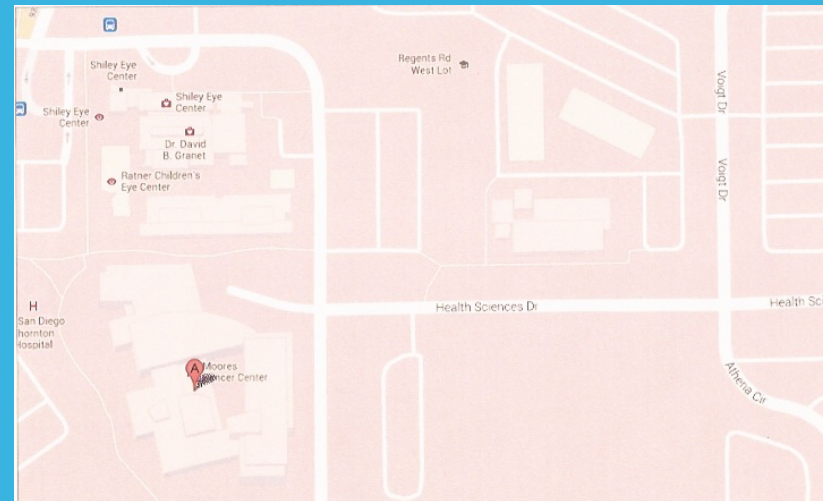 Shiley Eye
Center
Shiley Eye
Center
Shiley Eye
Center
Dr. David
B. Granet
Ratner Children's
Eye Center
Regents Rd
West Lot
Voigt Dr
Voigt Dr
H
San Diego
hornton
Hospital
Health Sciences Dr
Health Sc
A
Moores
ncer Center
Athena Cir